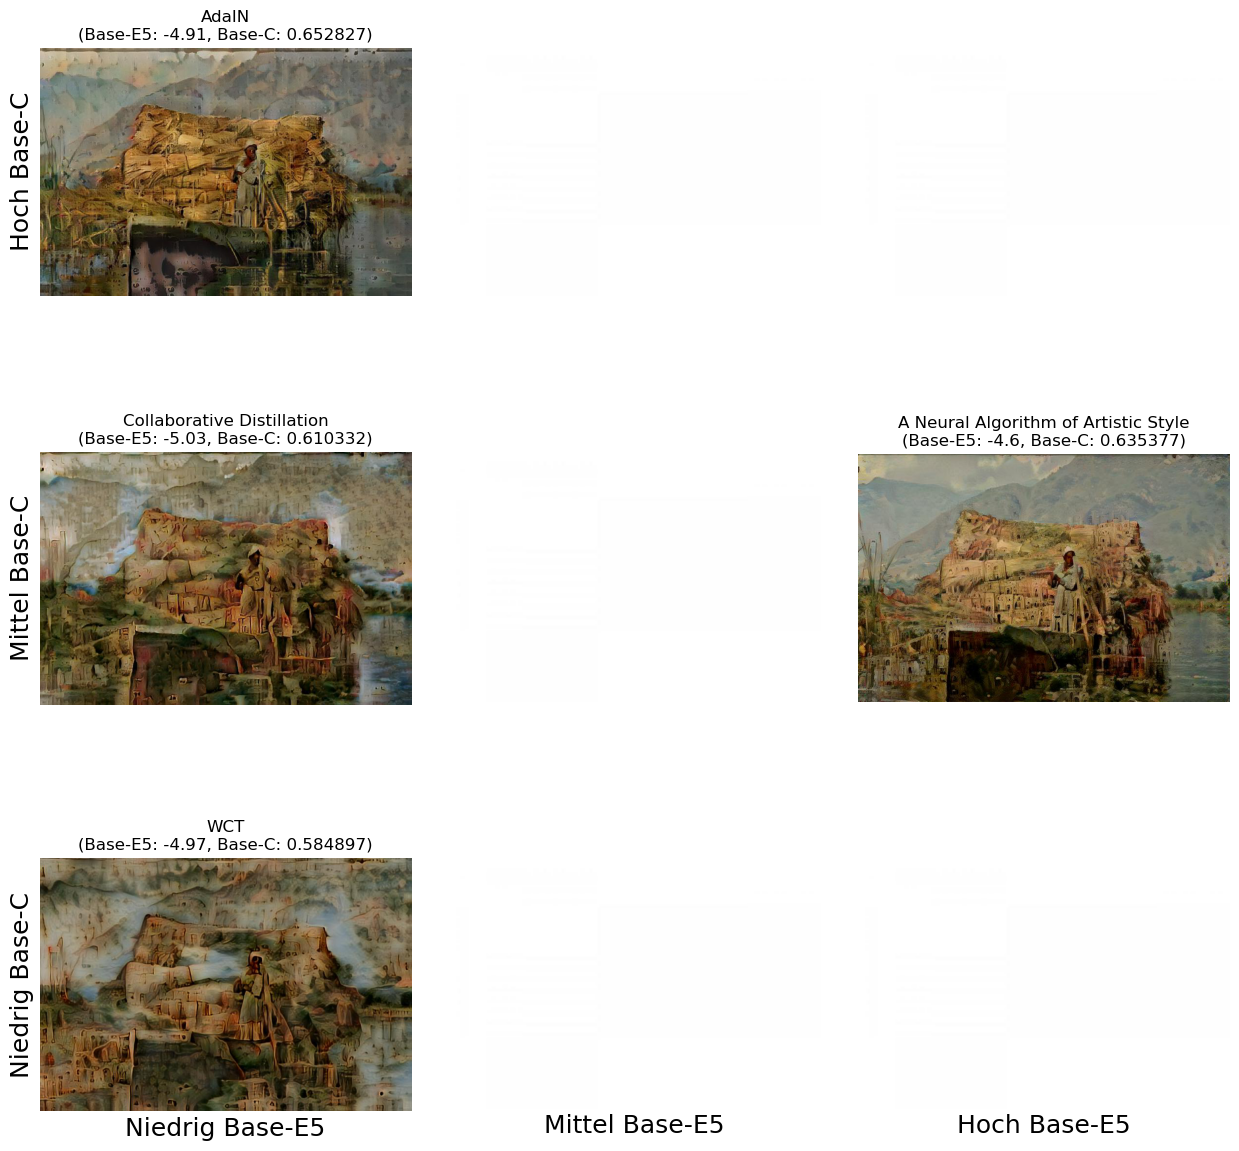 AdaIN
(Base-E5: -4.91, Base-C: 0.652827)
Hoch Base-C
Collaborative Distillation
(Base-E5: -5.03, Base-C: 0.610332)
A Neural Algorithm of Artistic Style
(Base-E5: -4.6, Base-C: 0.635377)
Mittel Base-C
WCT
(Base-E5: -4.97, Base-C: 0.584897)
Niedrig Base-C
Niedrig Base-E5
Mittel Base-E5
Hoch Base-E5